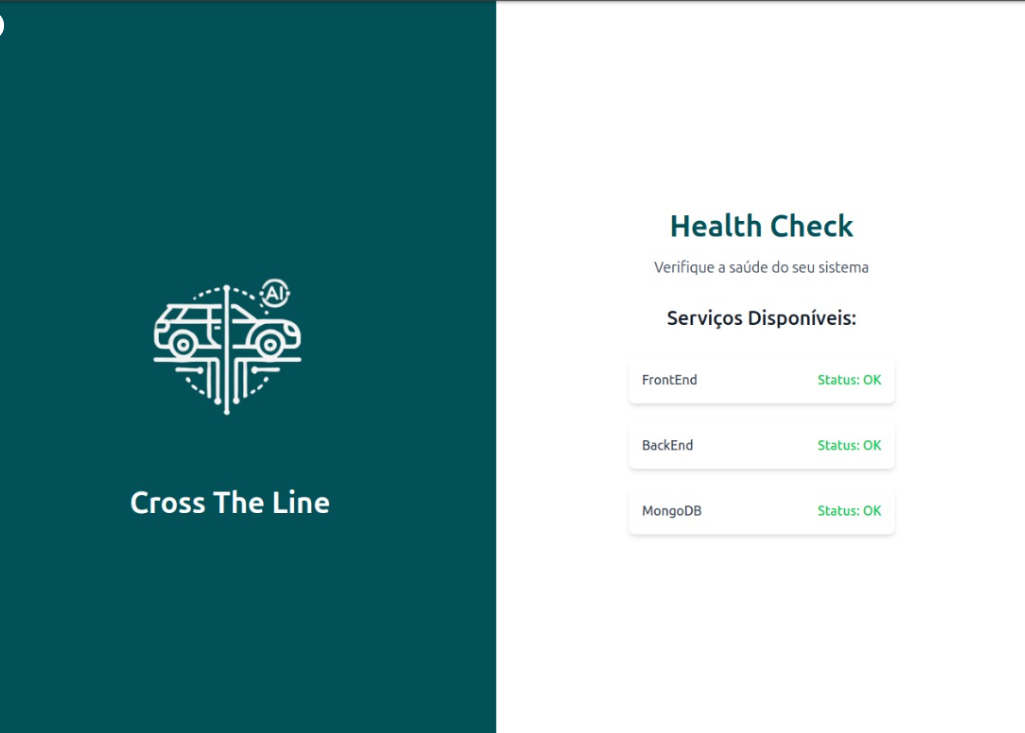 AI
Cross The Line
Health Check
Verifique a saúde do seu sistema
Serviços Disponíveis:
FrontEnd Status: OK
BackEnd Status: OK
MongoDB Status: OK